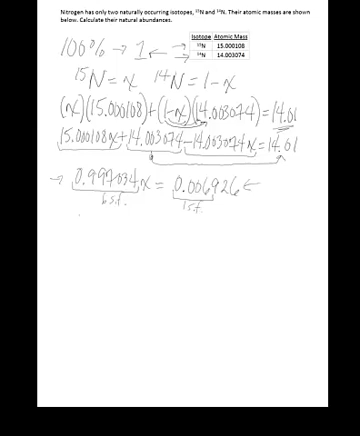 Nitrogen has only two naturally occurring isotopes, ¹⁵N and ¹⁴N. Their atomic masses are shown
below. Calculate their natural abundances.
Isotope Atomic Mass
¹⁵N 15.000108
¹⁴N 14.003074
100% → 1 ←
¹⁵N = x ¹⁴N = 1-x
(x)(15.000108)+(1-x)(14.003074)=14.01
15.000108x+14.003074-14.003074x=14.01
→ 0.997034x = 0.006926 ←
6 s.f. 1 s.f.